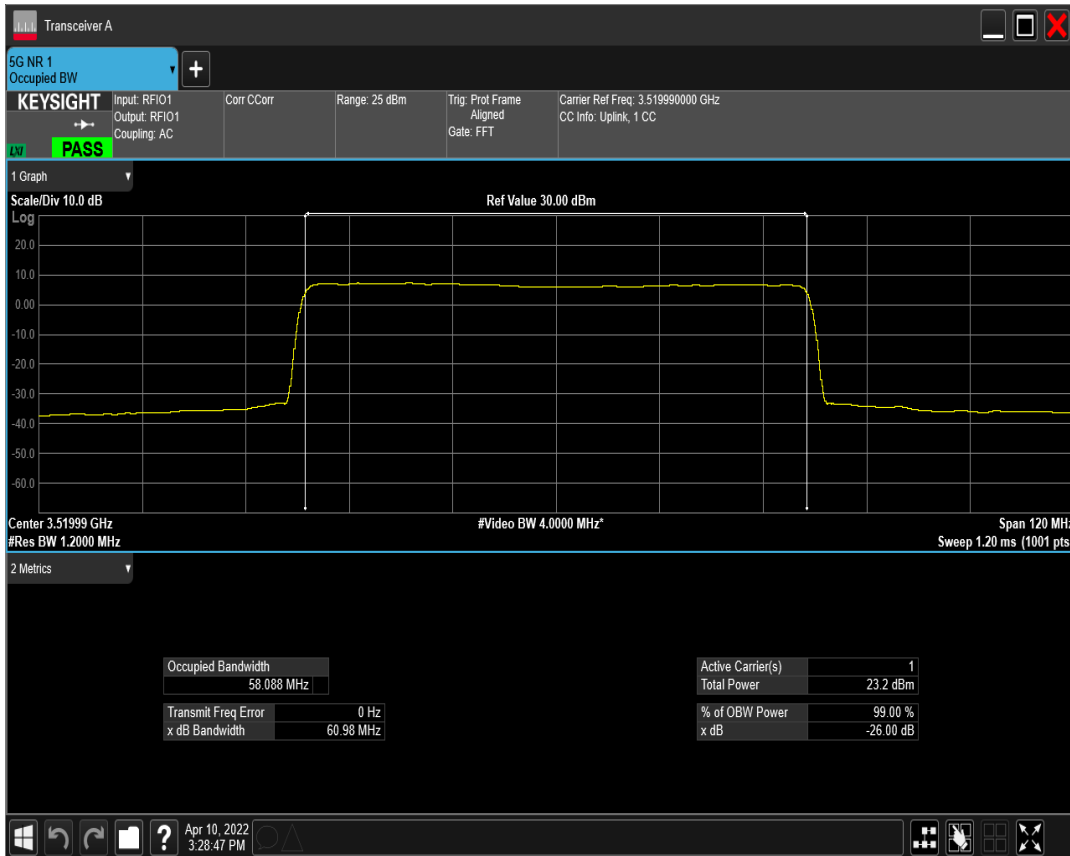 Transceiver A
5G NR 1
Occupied BW
KEYSIGHT
LXI
PASS
Input: RFIO1
Output: RFIO1
Coupling: AC
Corr CCorr
Range: 25 dBm
Trig: Prot Frame
Aligned
Gate: FFT
Carrier Ref Freq: 3.519990000 GHz
CC Info: Uplink, 1 CC
1 Graph
Scale/Div 10.0 dB
Ref Value 30.00 dBm
Log
20.0
10.0
0.00
-10.0
-20.0
-30.0
-40.0
-50.0
-60.0
Center 3.51999 GHz
#Video BW 4.0000 MHz*
Span 120 MHz
#Res BW 1.2000 MHz
Sweep 1.20 ms (1001 pts
2 Metrics
Occupied Bandwidth
58.088 MHz
Transmit Freq Error 0 Hz
x dB Bandwidth 60.98 MHz
Active Carrier(s) 1
Total Power 23.2 dBm
% of OBW Power 99.00 %
x dB -26.00 dB
?
Apr 10, 2022
3:28:47 PM